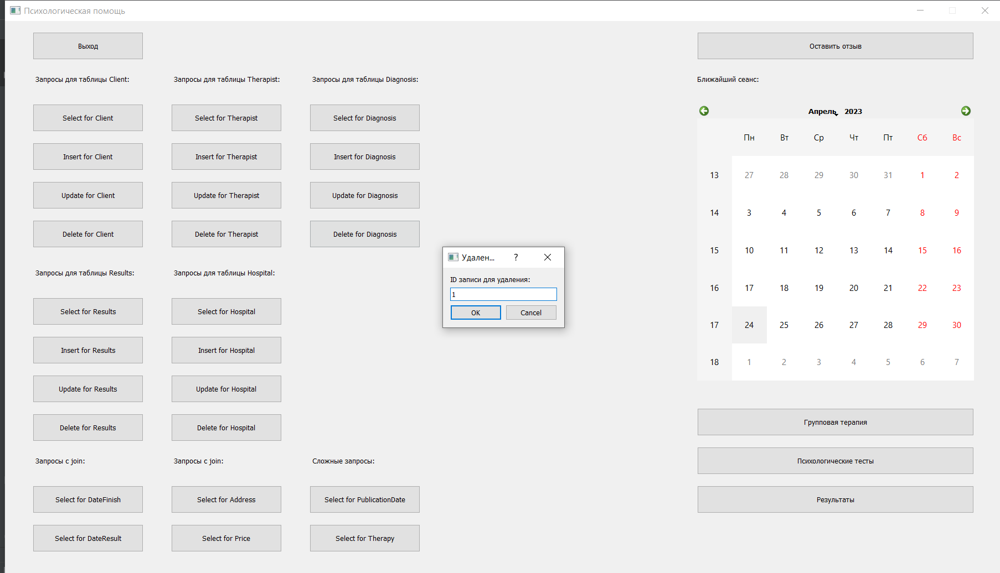 Психологическая помощь
Выход
Оставить отзыв
Запросы для таблицы Client:
Запросы для таблицы Therapist:
Запросы для таблицы Diagnosis:
Ближайший сеанс:
Select for Client
Select for Therapist
Select for Diagnosis
Insert for Client
Insert for Therapist
Insert for Diagnosis
Update for Client
Update for Therapist
Update for Diagnosis
Delete for Client
Delete for Therapist
Delete for Diagnosis
Запросы для таблицы Results:
Запросы для таблицы Hospital:
Select for Results
Select for Hospital
Insert for Results
Insert for Hospital
Update for Results
Update for Hospital
Delete for Results
Delete for Hospital
Запросы с join:
Запросы с join:
Сложные запросы:
Select for DateFinish
Select for Address
Select for PublicationDate
Select for DateResult
Select for Price
Select for Therapy
Удален... ?
ID записи для удаления:
1
OK Cancel
Апрель 2023
Пн Вт Ср Чт Пт Сб Вс
13 27 28 29 30 31 1 2
14 3 4 5 6 7 8 9
15 10 11 12 13 14 15 16
16 17 18 19 20 21 22 23
17 24 25 26 27 28 29 30
18 1 2 3 4 5 6 7
Групповая терапия
Психологические тесты
Результаты